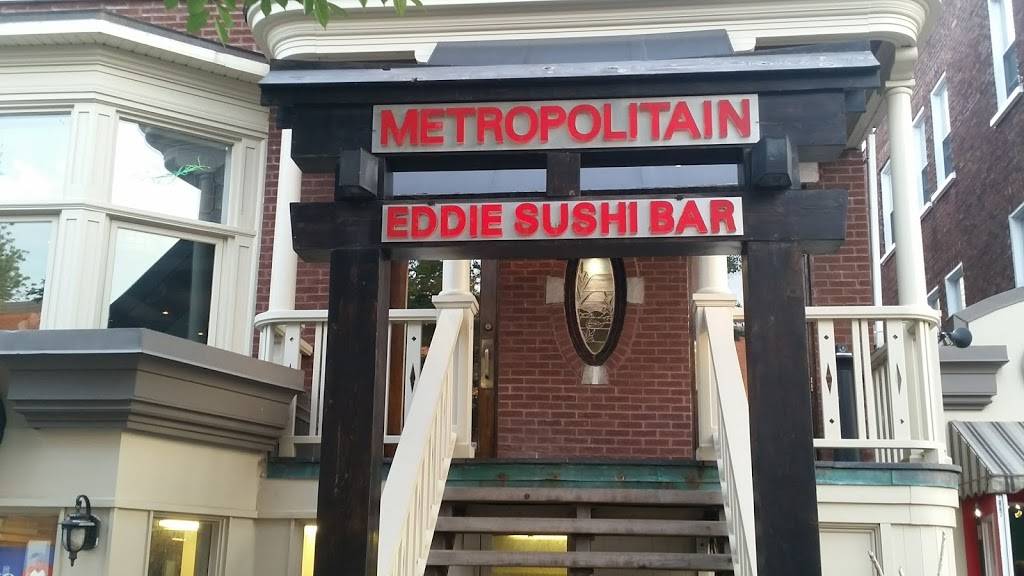 METROPOLITAIN
EDDIE SUSHI BAR